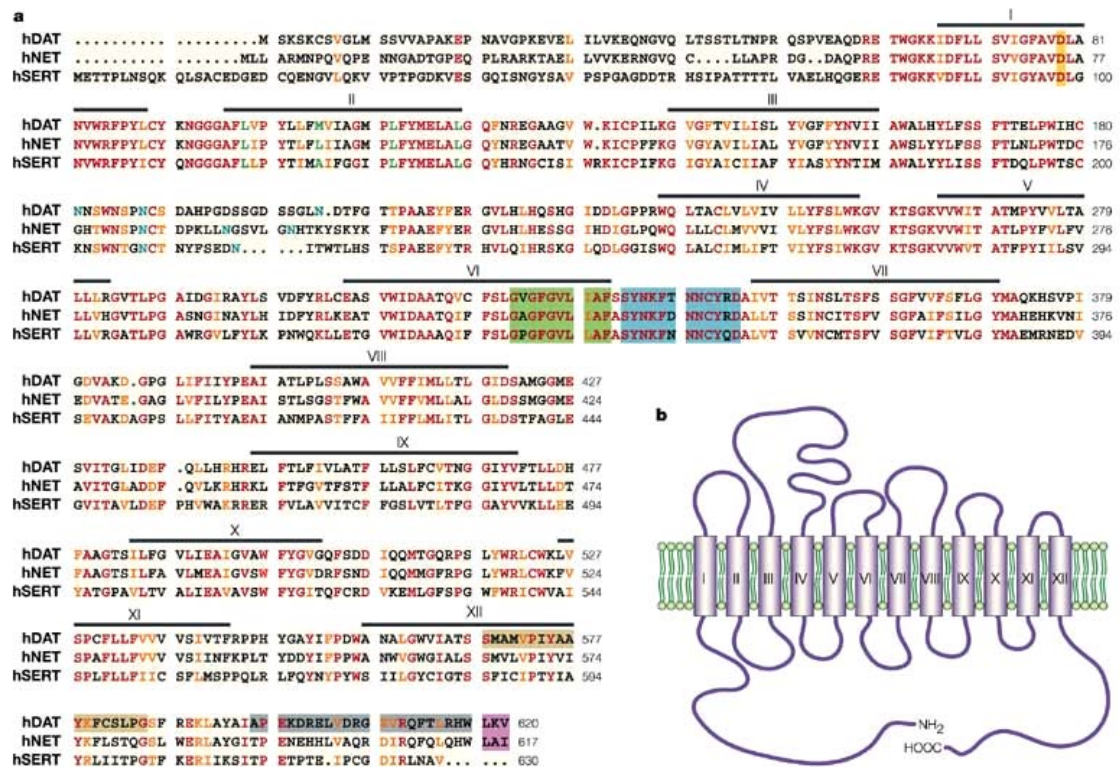 a
I
hDAT .......... .........M SKSKCSVGLM SSVVAPAKEP NAVGPKEVEL ILVKEQNGVQ LTSSTLTNPR QSPVEAQDRE TWGKKIDFLL SVIGFAVDLA 81
hNET .......... .......MLL ARMNPQVQPE NNGADTGPEQ PLRARKTAEL LVVKERNGVQ C...LLAPRD .GDAQPRE TWGKKIDFLL SVVGFAVDLA 77
hSERT METTPLNSQK QLSACEDGED CQENGVLQKV VPTPGDKVES GQISNGYSAV PSPGAGDDTR HSIPATTTTL VAELHQGERE TWGKKVDFLL SVIGYAVDLG 100
II III
hDAT NVWRFPYLCY KNGGGAFLVP YLLFMVIAGM PLFYMELALG QFNREGAAGV W.KICPILKG VGFTVILISL YVGFFYNVII AWALHYLFSS FTTELPWIHC 180
hNET NVWRFPYLCY KNGGGAFLIP YTLFLIIAGM PLFYMELALG QYNREGAATV W.KICPFFKG VGYAVILIAL YVGFYYNVII AWSLYYLFSS FTLNLPWTDC 176
hSERT NVWRFPYICY QNGGGAFLLP YTIMAIFGGI PLFYMELALG QYHRNGCISI WRKICPIFKG IGYAICIIAF YIASYYNTIM AWALYYLISS FTDQLPWTSC 200
IV V
hDAT NNSWNSPNCS DAHPGDSSGD SSGLN.DTFG TTPAAEYFER GVLHLHQSHG IDDLGPPRWQ LTACLVLVIV LLYFSLWKGV KTSGKVVWIT ATMPYVVLTA 279
hNET GHTWNSPNCT DPKLLNGSVL GNHTKYSKYK FTPAAEFYER GVLHLHESSG IHDIGLPQWQ LLLCLMVVVI VLYFSLWKGV KTSGKVVWIT ATLPYFVLFV 276
hSERT KNSWNTGNCT NYFSEDN... .ITWTLHS TSPAEEFYTR HVLQIHRSKG LQDLGGISWQ LALCIMLIFT VIYFSIWKGV KTSGKVVWVT ATFPYIILSV 294
VI VII
hDAT LLLRGVTLPG AIDGIRAYLS VDFYRLCEAS VWIDAATQVC FSLGVGFGVL IAFSSYNKFT NNCYRDAIVT TSINSLTSFS SGFVVFSFLG YMAQKHSVPI 379
hNET LLVHGVTLPG ASNGINAYLH IDFYRLKEAT VWIDAATQIF FSLGAGFGVL IAFASYNKFD NNCYRDALLT SSINCITSFV SGFAIFSILG YMAHEHKVNI 376
hSERT LLVRGATLPG AWRGVLFYLK PNWQKLLETG VWIDAAAQIF FSLGPGFGVL LAFASYNKFN NNCYQDALVT SVVNCMTSFV SGFVIFTVLG YMAEMRNEDV 394
VIII
hDAT GDVAKD.GPG LIFIIYPEAI ATLPLSSAWA VVFFIMLLTL GIDSAMGGME 427
hNET EDVATE.GAG LVFILYPEAI STLSGSTFWA VVFFVMLLAL GLDSSMGGME 424
hSERT SEVAKDAGPS LLFITYAEAI ANMPASTFFA IIFFLMLITL GLDSTFAGLE 444
IX
hDAT SVITGLIDEF .QLLHRHREL FTLFIVLATF LLSLFCVTNG GIYVFTLLDH 477
hNET AVITGLADDF .QVLKRHRKL FTFGVTFSTF LLALFCITKG GIYVLTLLDT 474
hSERT GVITAVLDEF PHVWAKRRER FVLAVVITCF FGSLVTLTFG GAYVVKLLEE 494
X
hDAT FAAGTSILFG VLIEAIGVAW FYGVGQFSDD IQQMTGQRPS LYWRLCWKLV 527
hNET FAAGTSILFA VLMEAIGVSW FYGVDRFSND IQQMMGFRPG LYWRLCWKFV 524
hSERT YATGPAVLTV ALIEAVAVSW FYGITQFCRD VKEMLGFSPG WFWRICWVAI 544
XI XII
hDAT SPCFLLFVVV VSIVTFRPPH YGAYIFPDWA NALGWVIATS SMAMVPIYAA 577
hNET SPAFLLFVVV VSIINFKPLT YDDYIFPPWA NWVGWGIALS SMVLVPIYVI 574
hSERT SPLFLLFIIC SFLMSPPQLR LFQYNYPYWS IILGYCIGTS SFICIPTYIA 594
hDAT YKFCSLPGSF REKLAYAIAP EKDRELVDRG EVRQFTLRHW LKV 620
hNET YKFLSTQGSL WERLAYGITP ENEHHLVAQR DIRQFQLQHW LAI 617
hSERT YRLIITPGTF KERIIKSITP ETPTE.IPCG DIRLNAV... ... 630
b
I II III IV V VI VII VIII IX X XI XII
NH2
HOOC